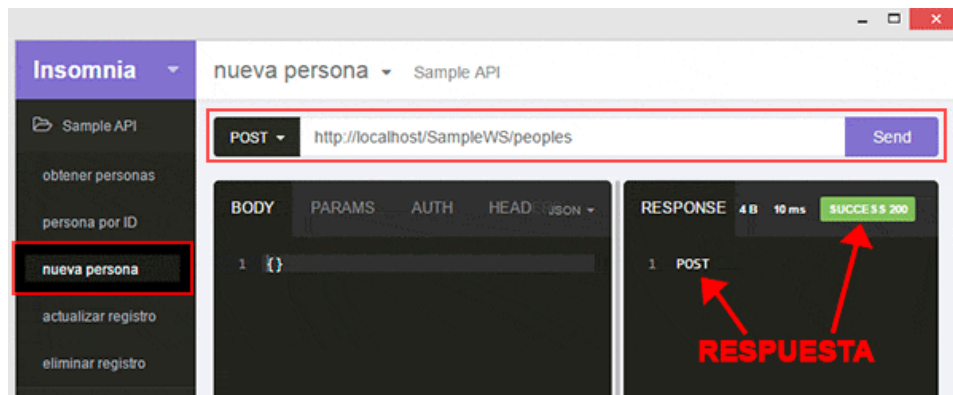 Insomnia
nueva persona Sample API
Sample API
POST http://localhost/SampleWS/peoples Send
obtener personas
persona por ID
nueva persona
actualizar registro
eliminar registro
BODY PARAMS AUTH HEAD JSON
1 {}
RESPONSE 4 B 10 ms SUCCESS 200
1 POST
RESPUESTA